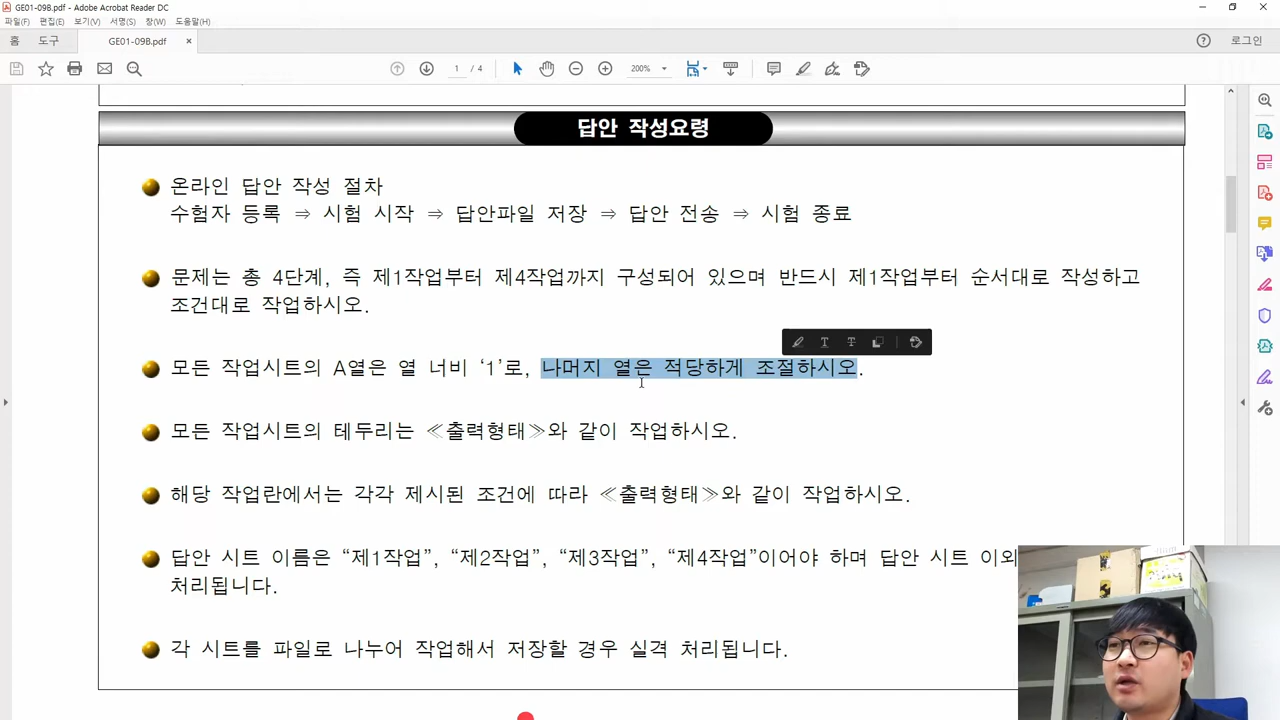 GE01-09B.pdf - Adobe Acrobat Reader DC
파일(F) 편집(E) 보기(V) 서명(S) 창(W) 도움말(H)
홈 도구 GE01-09B.pdf × 로그인
1 / 4 200%
답안 작성요령
온라인 답안 작성 절차
수험자 등록 ⇒ 시험 시작 ⇒ 답안파일 저장 ⇒ 답안 전송 ⇒ 시험 종료
문제는 총 4단계, 즉 제1작업부터 제4작업까지 구성되어 있으며 반드시 제1작업부터 순서대로 작성하고
조건대로 작업하시오.
모든 작업시트의 A열은 열 너비 ‘1’로, 나머지 열은 적당하게 조절하시오.
모든 작업시트의 테두리는 ≪출력형태≫와 같이 작업하시오.
해당 작업란에서는 각각 제시된 조건에 따라 ≪출력형태≫와 같이 작업하시오.
답안 시트 이름은 “제1작업”, “제2작업”, “제3작업”, “제4작업”이어야 하며 답안 시트 이외
처리됩니다.
각 시트를 파일로 나누어 작업해서 저장할 경우 실격 처리됩니다.